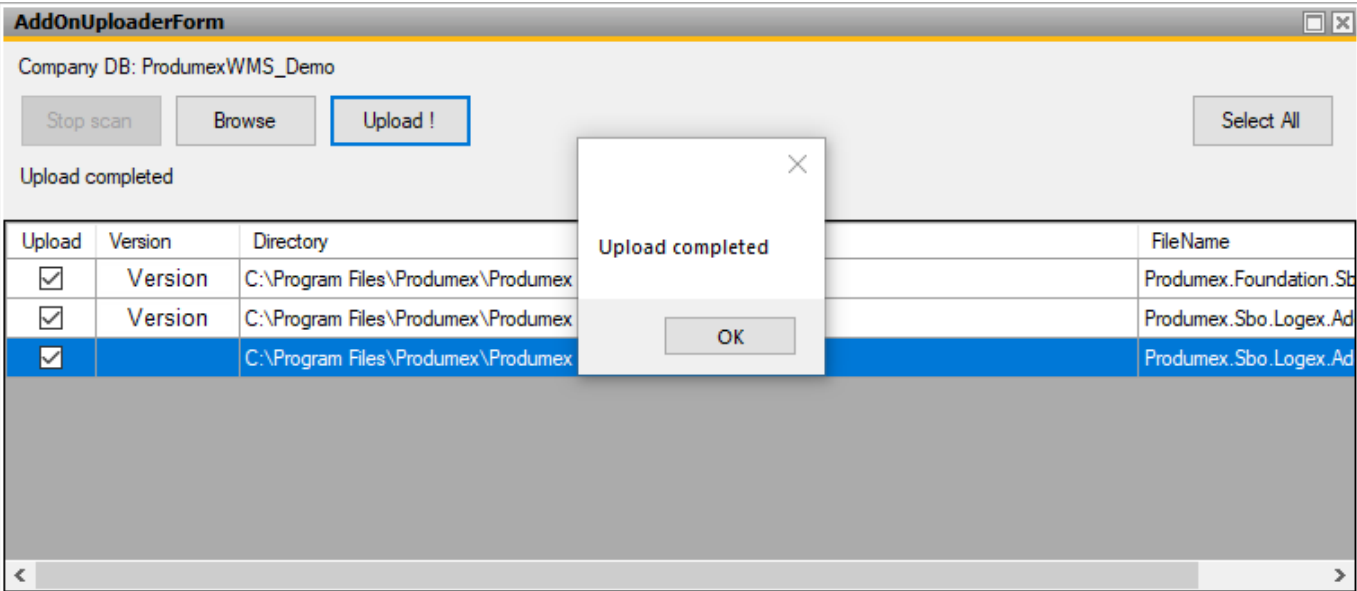 AddOnUploaderForm
Company DB: ProdumexWMS_Demo
Stop scan Browse Upload ! Select All
Upload completed
Upload completed
OK
Upload Version Directory FileName
Version C:\Program Files\Produmex\Produmex Produmex.Foundation.Sb
Version C:\Program Files\Produmex\Produmex Produmex.Sbo.Logex.Ad
C:\Program Files\Produmex\Produmex Produmex.Sbo.Logex.Ad